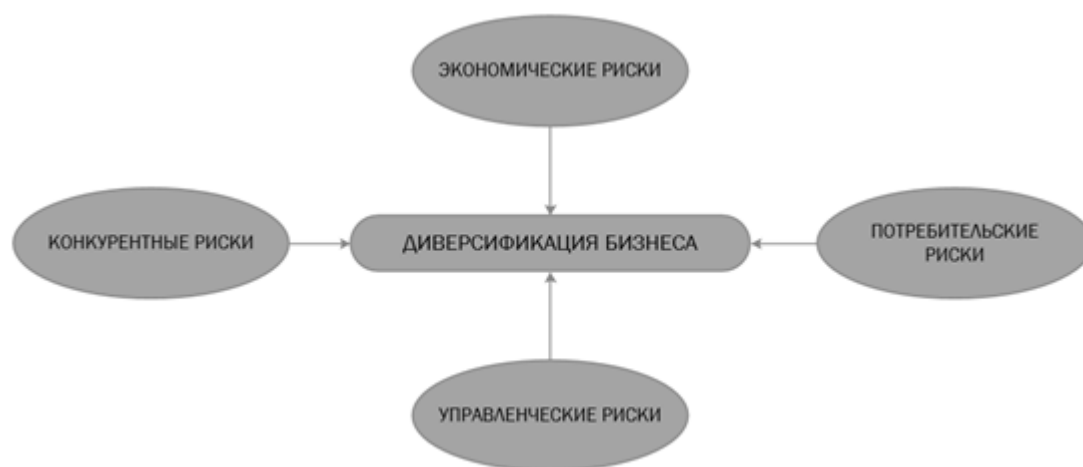 ЭКОНОМИЧЕСКИЕ РИСКИ
КОНКУРЕНТНЫЕ РИСКИ
ДИВЕРСИФИКАЦИЯ БИЗНЕСА
ПОТРЕБИТЕЛЬСКИЕ
РИСКИ
УПРАВЛЕНЧЕСКИЕ РИСКИ